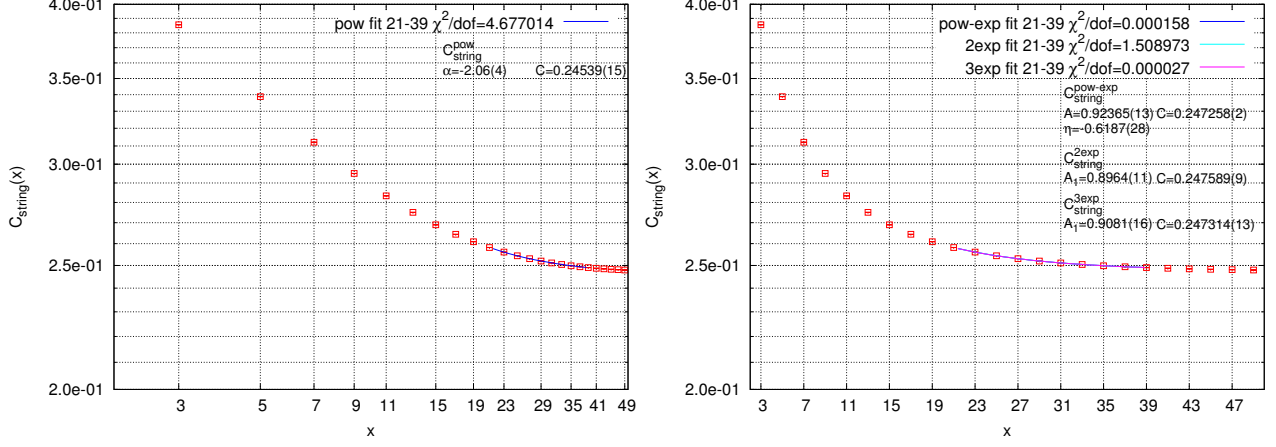 4.0e-01
3.5e-01
3.0e-01
2.5e-01
2.0e-01
C_string(x)
pow fit 21-39 χ²/dof=4.677014
C_string^pow
α=-2.06(4) C=0.24539(15)
3 5 7 9 11 15 19 23 29 35 41 49
x
4.0e-01
3.5e-01
3.0e-01
2.5e-01
2.0e-01
C_string(x)
pow-exp fit 21-39 χ²/dof=0.000158
2exp fit 21-39 χ²/dof=1.508973
3exp fit 21-39 χ²/dof=0.000027
C_string^pow-exp
A=0.92365(13) C=0.247258(2)
η=-0.6187(28)
C_string^2exp
A₁=0.8964(11) C=0.247589(9)
C_string^3exp
A₁=0.9081(16) C=0.247314(13)
3 7 11 15 19 23 27 31 35 39 43 47
x